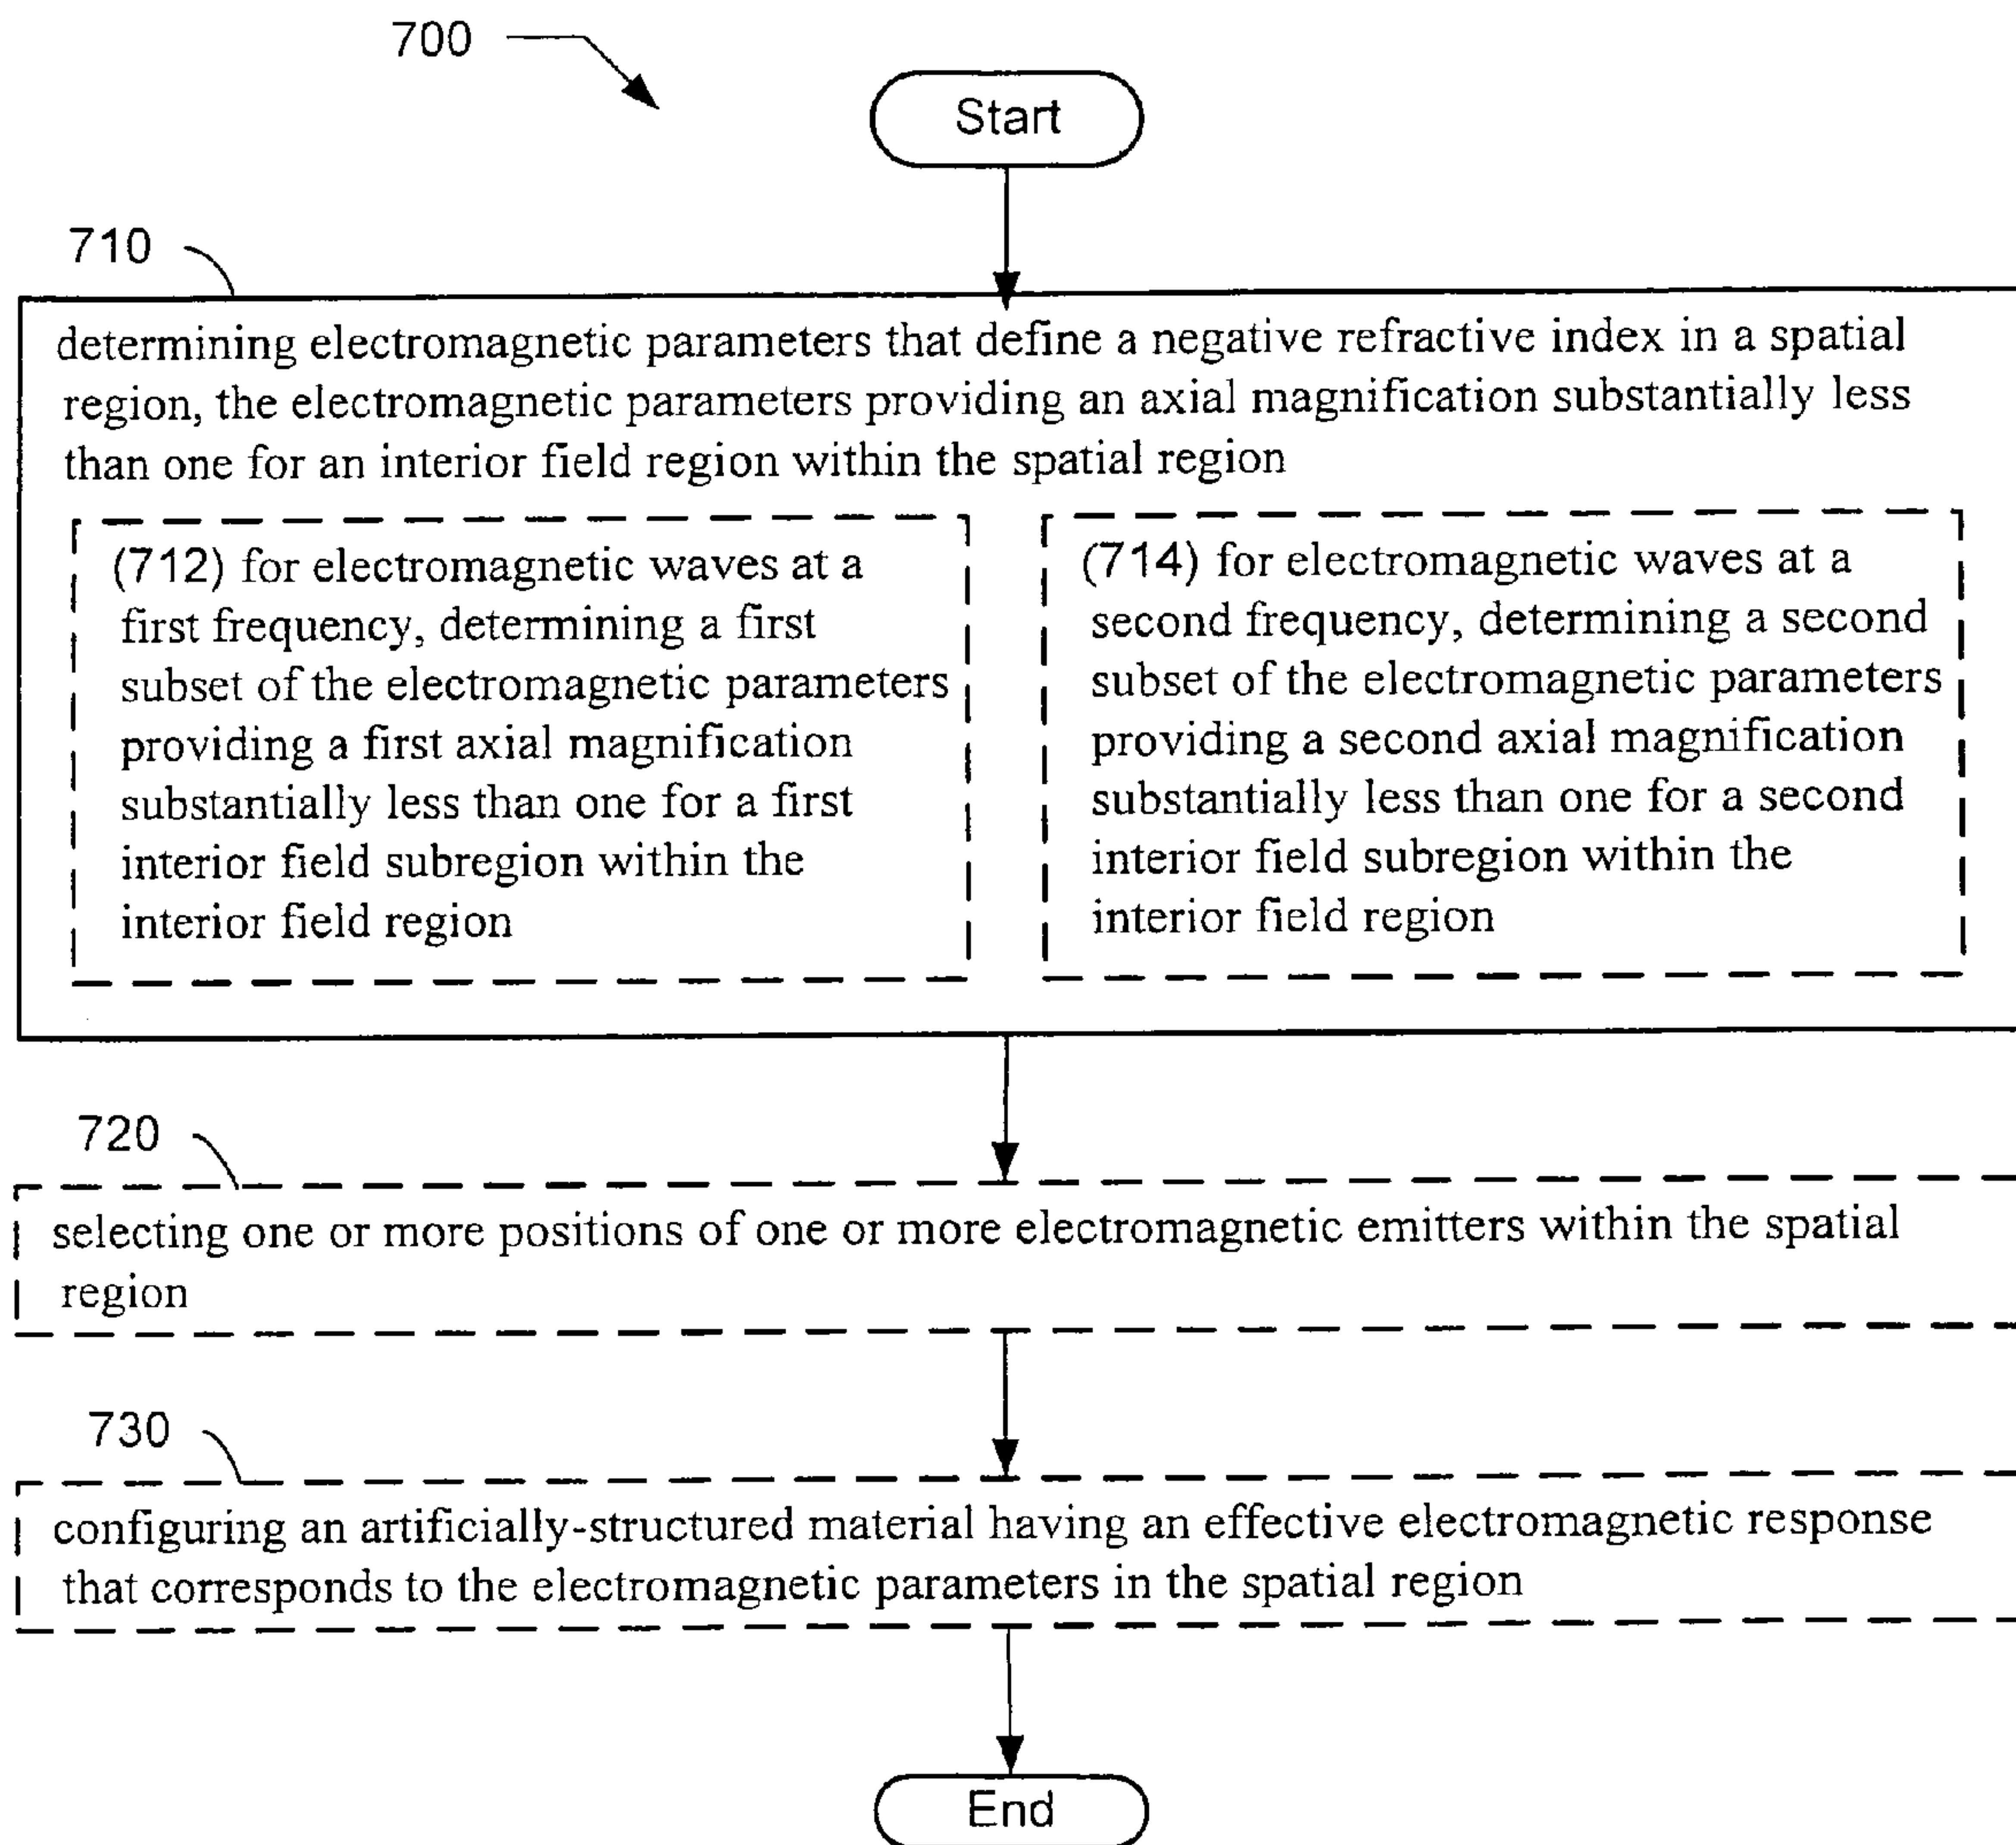 700
Start
710
determining electromagnetic parameters that define a negative refractive index in a spatial
region, the electromagnetic parameters providing an axial magnification substantially less
than one for an interior field region within the spatial region
(712) for electromagnetic waves at a
first frequency, determining a first
subset of the electromagnetic parameters
providing a first axial magnification
substantially less than one for a first
interior field subregion within the
interior field region
(714) for electromagnetic waves at a
second frequency, determining a second
subset of the electromagnetic parameters
providing a second axial magnification
substantially less than one for a second
interior field subregion within the
interior field region
720
selecting one or more positions of one or more electromagnetic emitters within the spatial
region
730
configuring an artificially-structured material having an effective electromagnetic response
that corresponds to the electromagnetic parameters in the spatial region
End